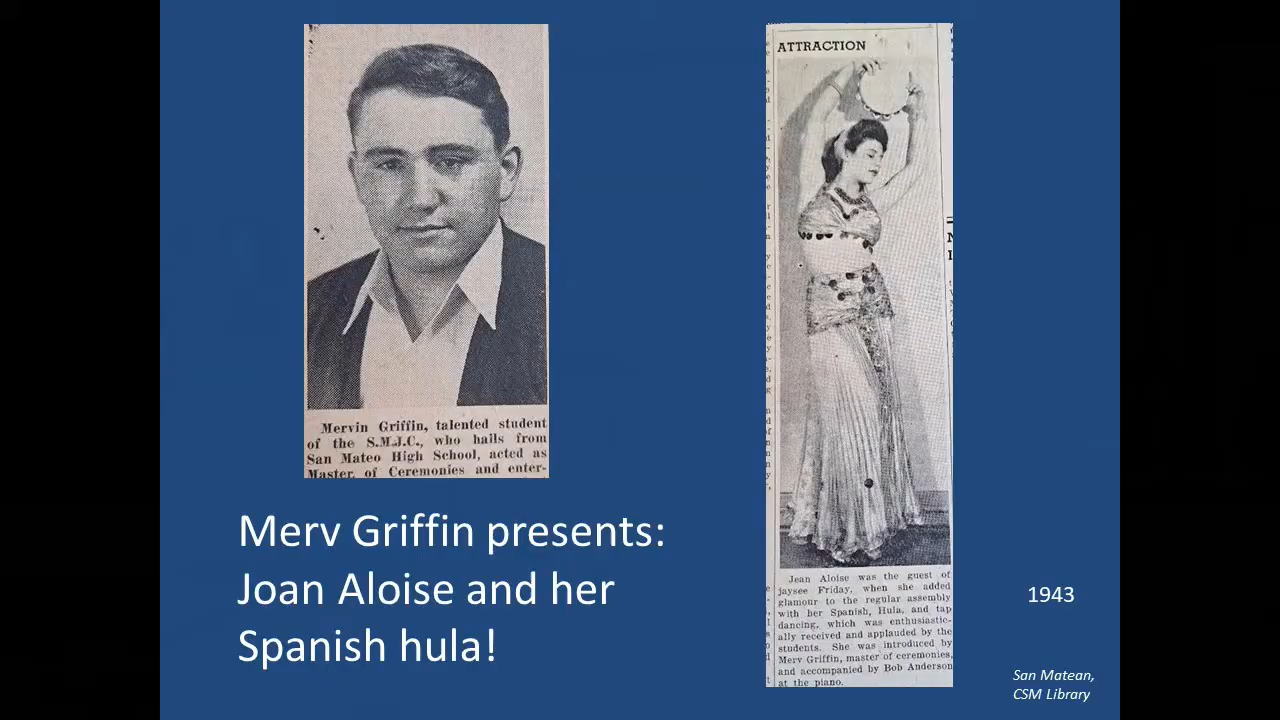 Mervin Griffin, talented student
of the S.M.J.C., who hails from
San Mateo High School, acted as
Master of Ceremonies and enter-
Merv Griffin presents:
Joan Aloise and her
Spanish hula!
ATTRACTION
Jean Aloise was the guest of
jaysee Friday, when she added
glamour to the regular assembly
with her Spanish, Hula, and tap
dancing, which was enthusiastic-
ally received and applauded by the
students. She was introduced by
Merv Griffin, master of ceremonies,
and accompanied by Bob Anderson
at the piano.
1943
San Matean,
CSM Library